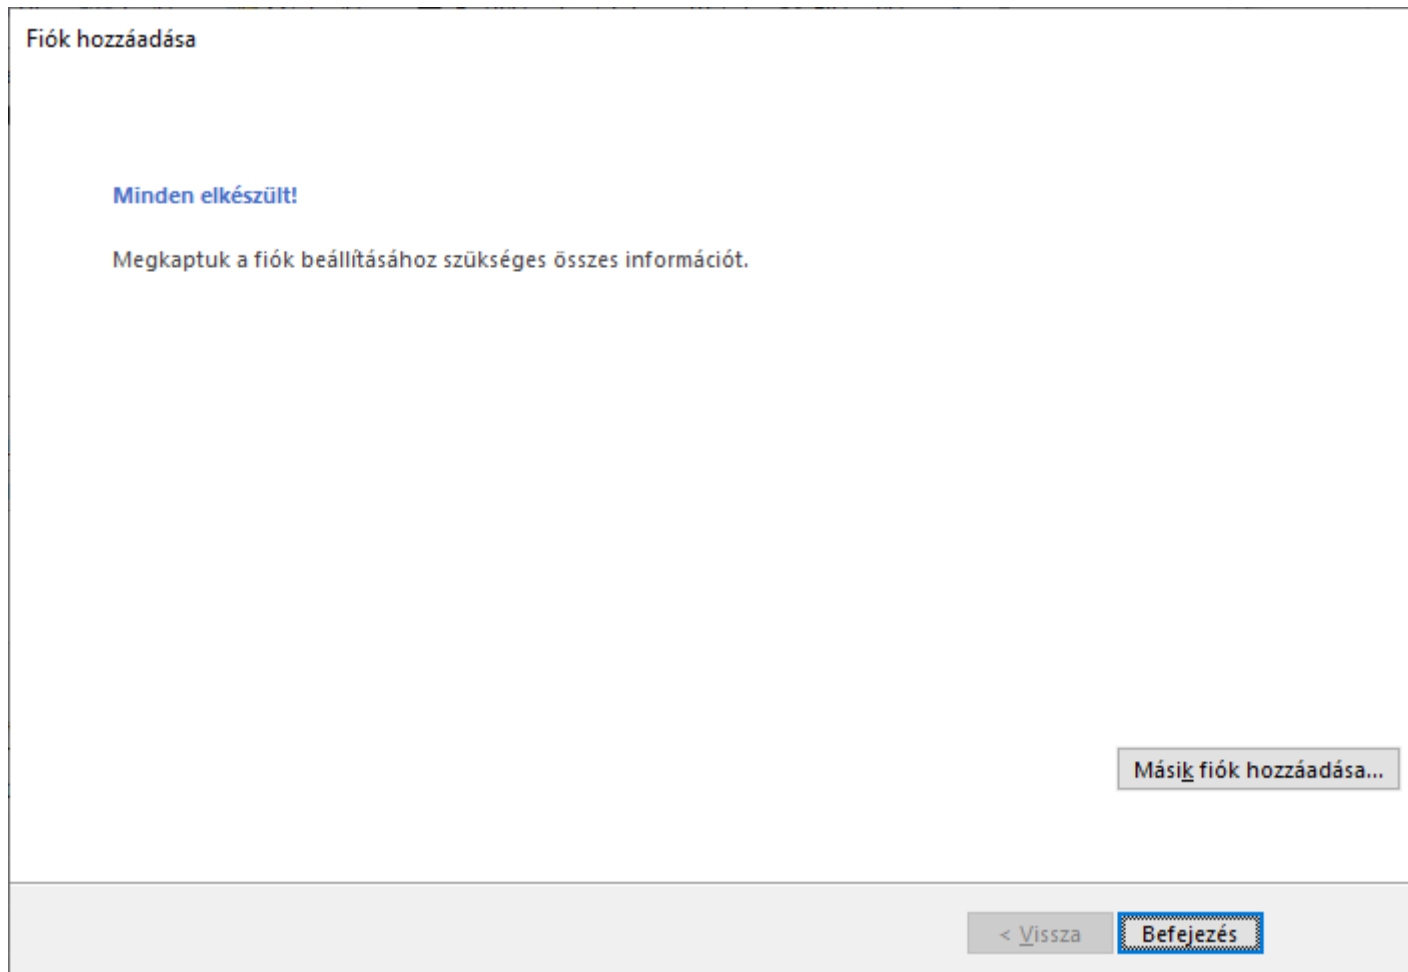 Fiók hozzáadása
Minden elkészült!
Megkaptuk a fiók beállításához szükséges összes információt.
Másik fiók hozzáadása...
< Vissza
Befejezés